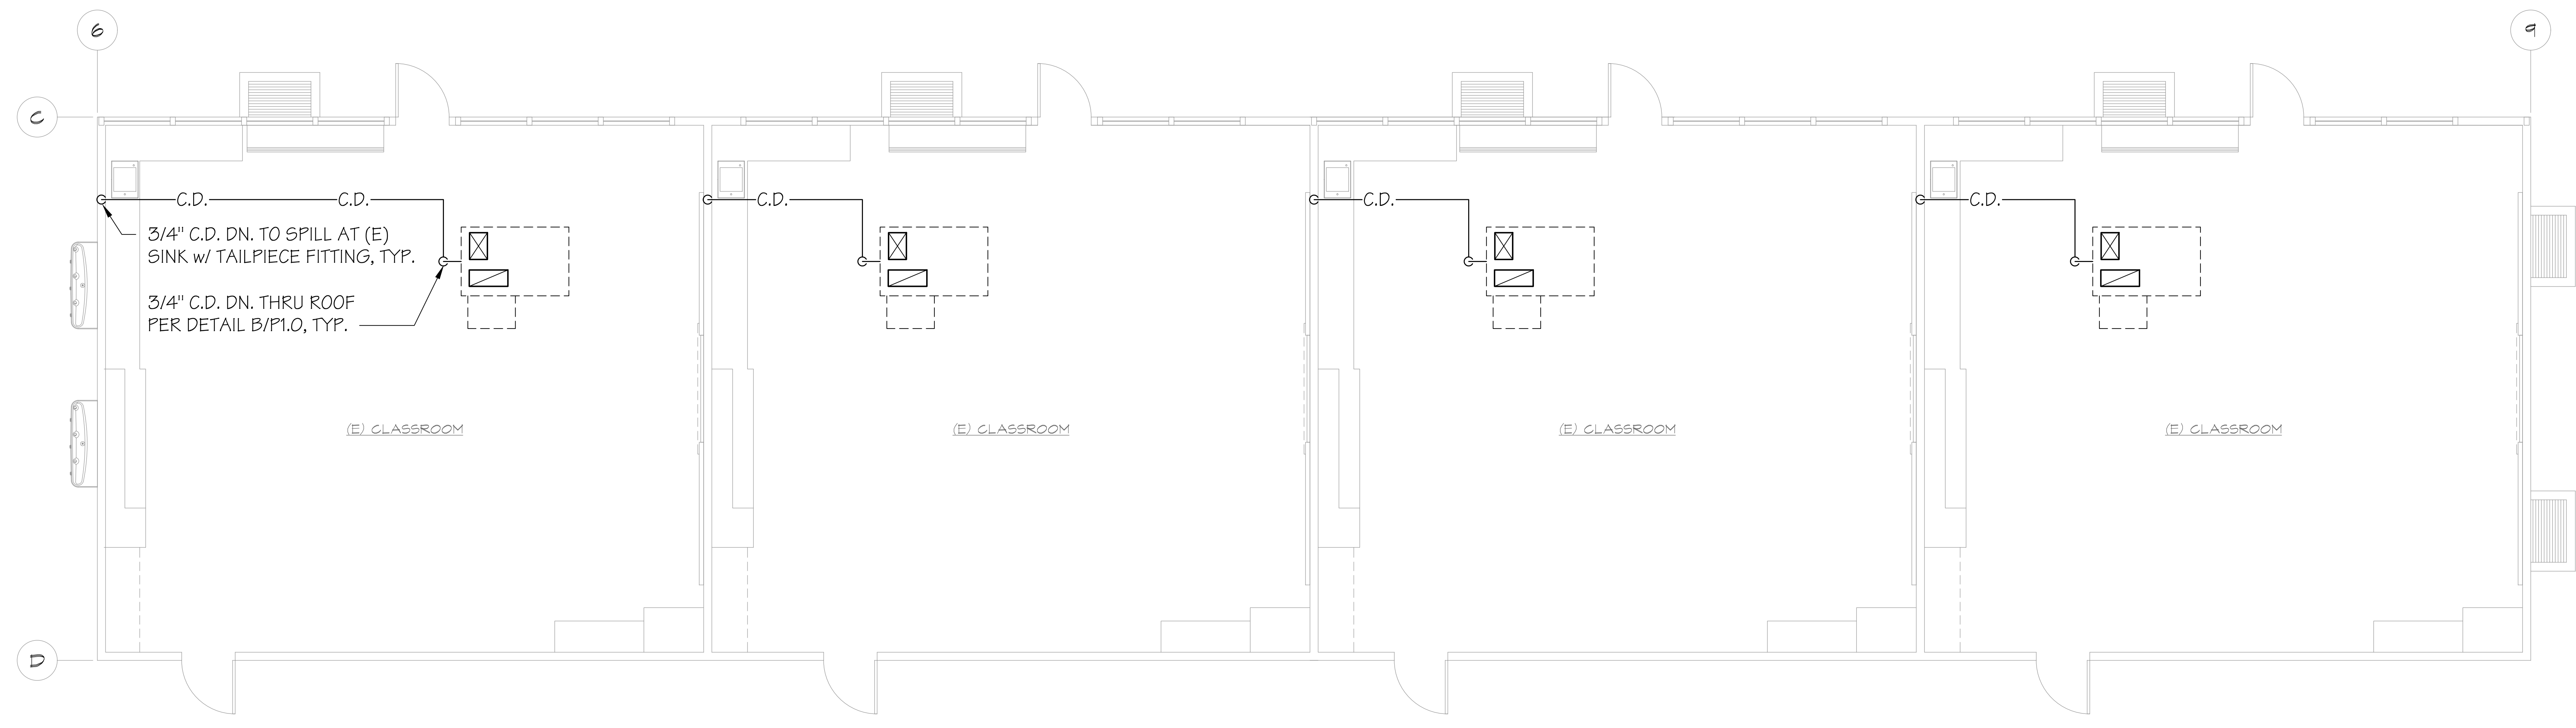 6
9
C
C.D.
C.D.
C.D.
C.D.
C.D.
3/4" C.D. DN. TO SPILL AT (E)
SINK w/ TAILPIECE FITTING, TYP.
3/4" C.D. DN. THRU ROOF
PER DETAIL B/P1.0, TYP.
(E) CLASSROOM
(E) CLASSROOM
(E) CLASSROOM
(E) CLASSROOM
D